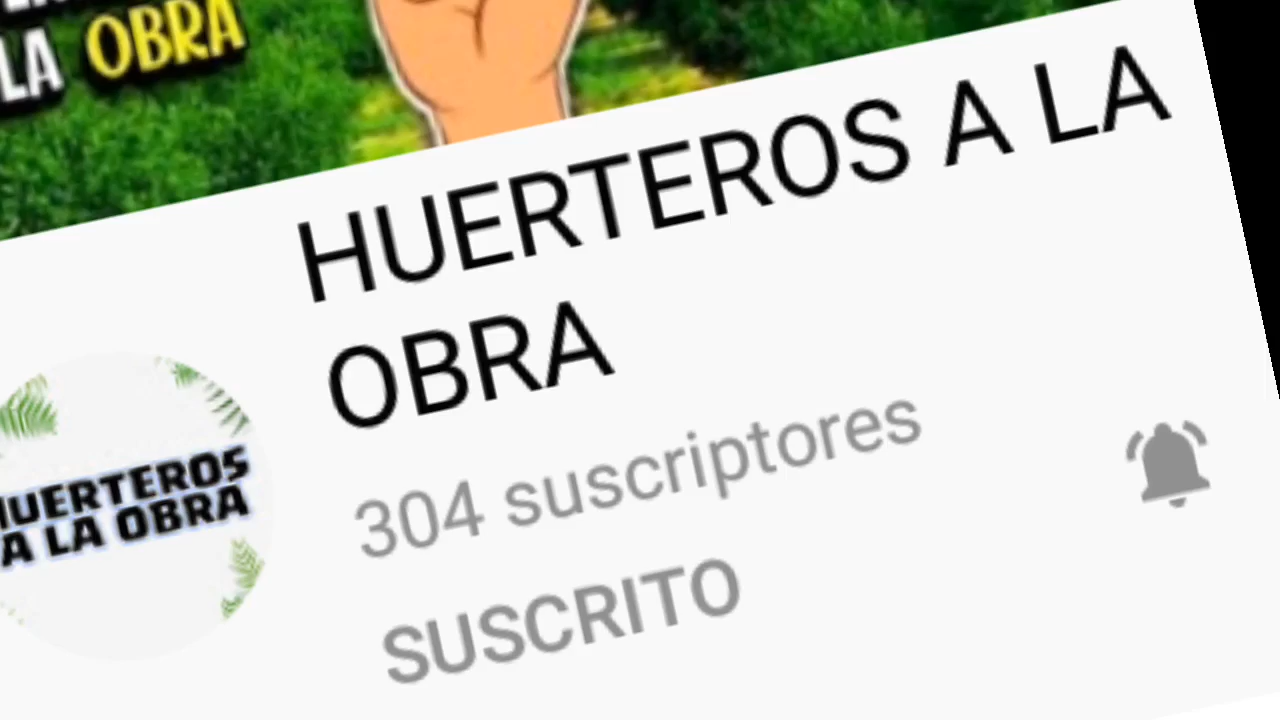 LA OBRA
HUERTEROS A LA
OBRA
304 suscriptores
SUSCRITO
HUERTEROS
A LA OBRA